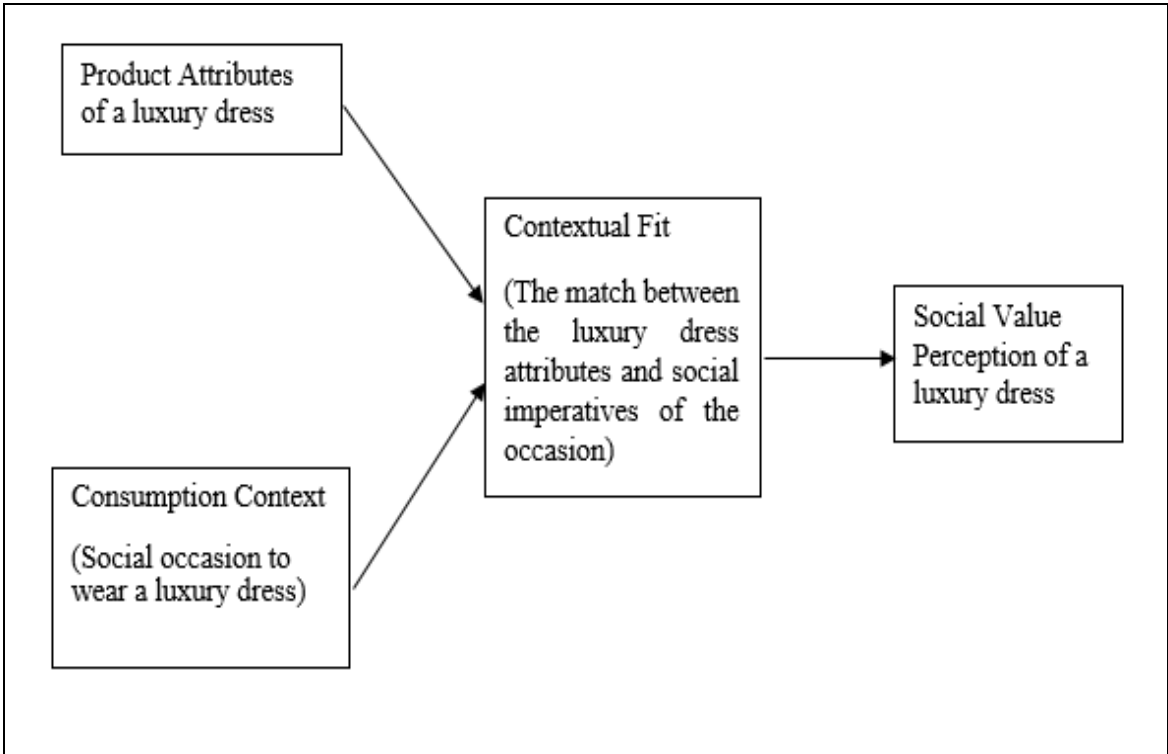 Product Attributes
of a luxury dress
Contextual Fit
(The match between
the luxury dress
attributes and social
imperatives of the
occasion)
Social Value
Perception of a
luxury dress
Consumption Context
(Social occasion to
wear a luxury dress)